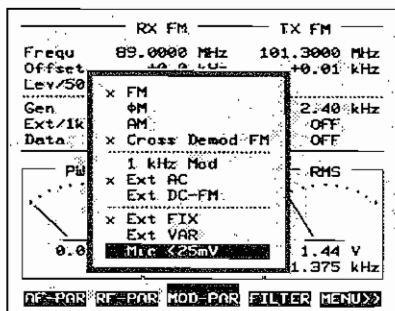 RX FM TX FM
Frequ 89.0000 MHz 101.3000 MHz
Offset +0.01 kHz
Lev/50
× FM
Gen ΦM 2.40 kHz
Ext/1k AM OFF
Data × Cross Demod FM OFF
1 kHz Mod
RMS
× Ext AC
Ext DC-FM
× Ext FIX
Ext VAR
0.0 Mic <25mV 1.44 V
1.375 kHz
AF-PAR RF-PAR MOD-PAR FILTER MENU>>